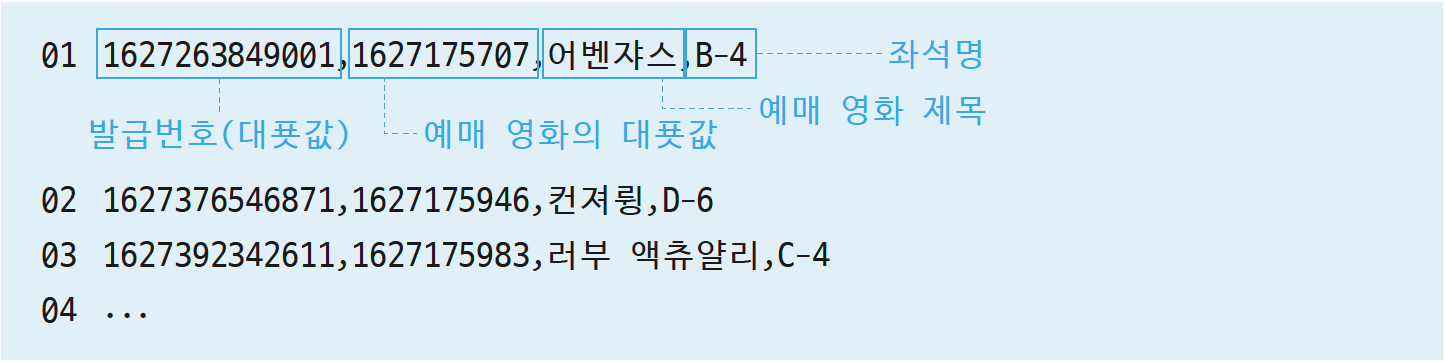 01 1627263849001,1627175707,어벤쟈스,B-4
좌석명
예매 영화 제목
발급번호(대푯값)
예매 영화의 대푯값
02 1627376546871,1627175946,컨져륑,D-6
03 1627392342611,1627175983,러부 액츄얄리,C-4
04 ...